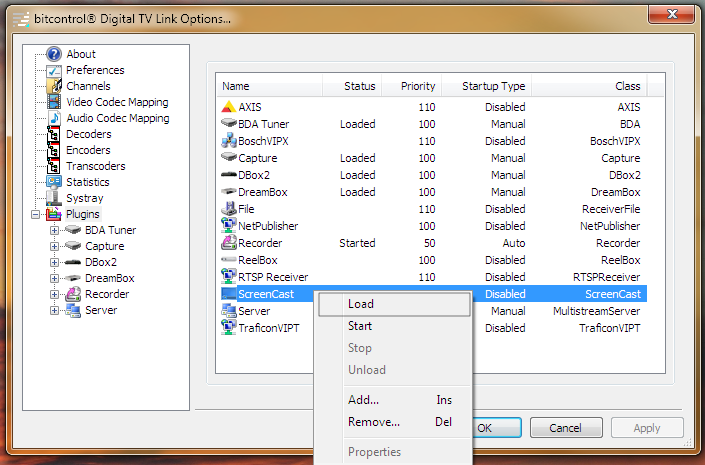 bitcontrol® Digital TV Link Options...
About
Preferences
Channels
Video Codec Mapping
Audio Codec Mapping
Decoders
Encoders
Transcoders
Statistics
Systray
Plugins
BDA Tuner
Capture
DBox2
DreamBox
Recorder
Server
Name Status Priority Startup Type Class
AXIS 110 Disabled AXIS
BDA Tuner Loaded 100 Manual BDA
BoschVIPX 110 Disabled BoschVIPX
Capture Loaded 100 Manual Capture
DBox2 Loaded 100 Manual DBox2
DreamBox Loaded 100 Manual DreamBox
File 110 Disabled ReceiverFile
NetPublisher 100 Disabled NetPublisher
Recorder Started 50 Auto Recorder
ReelBox 100 Disabled ReelBox
RTSP Receiver 110 Disabled RTSPReceiver
ScreenCast Disabled ScreenCast
Server Manual MultistreamServer
TraficonVIPT Disabled TraficonVIPT
Load
Start
Stop
Unload
Add... Ins
Remove... Del
Properties
OK Cancel Apply